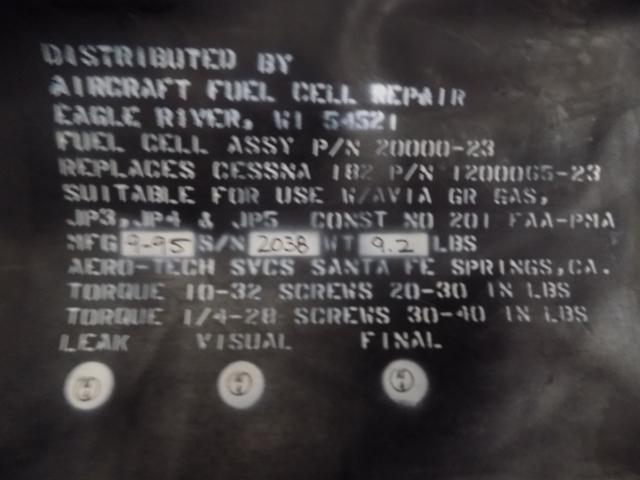 DISTRIBUTED BY
AIRCRAFT FUEL CELL REPAIR
EAGLE RIVER, WI 54521
FUEL CELL ASSY P/N 20000-23
REPLACES CESSNA 182 P/N 1200065-23
SUITABLE FOR USE W/AVIA GR GAS,
JP3, JP4 & JP5 CONST NO 201 FAA-PMA
MFG 9-95 S/N 2038 WT 9.2 LBS
AERO-TECH SVCS SANTA FE SPRINGS, CA.
TORQUE 10-32 SCREWS 20-30 IN LBS
TORQUE 1/4-28 SCREWS 30-40 IN LBS
LEAK VISUAL FINAL